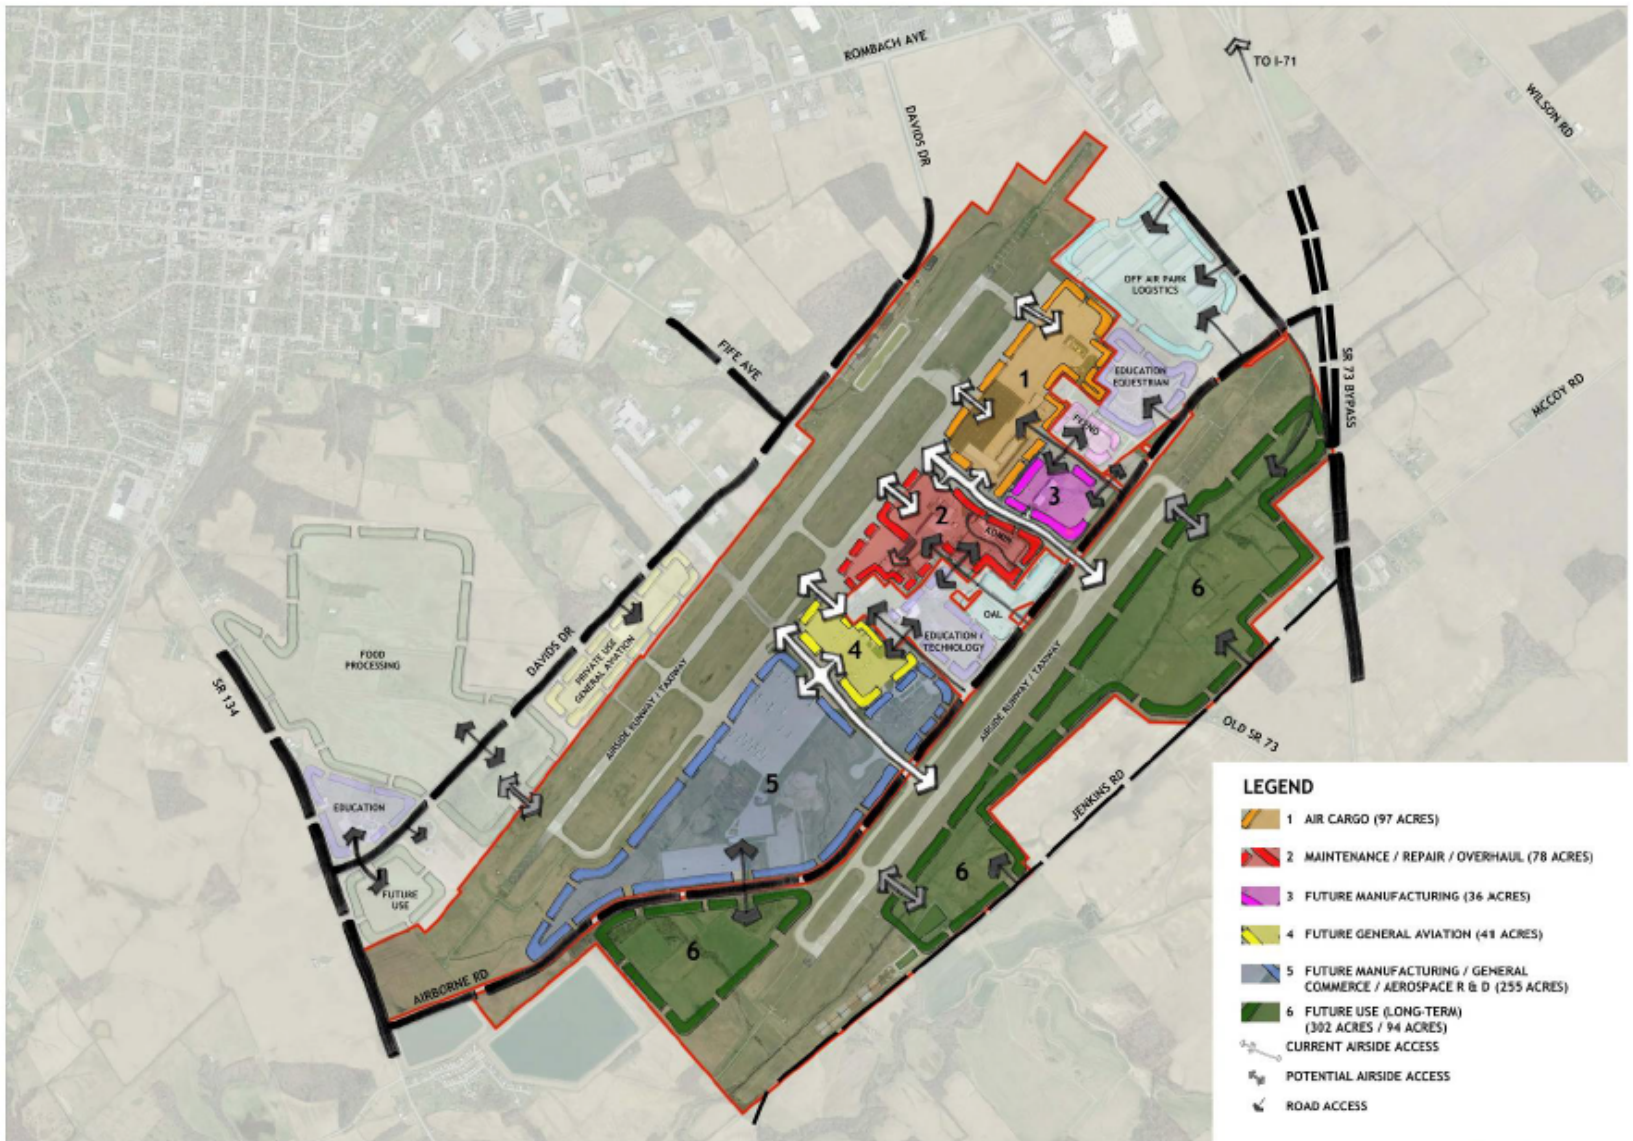 ROMBACH AVE
TO I-71
WILSON RD
DAVIDS DR
OFF AIR PARK
LOGISTICS
FIFE AVE
SR 73 BYPASS
MCCOY RD
1
EDUCATION
EQUESTRIAN
3
2
ADMIN
6
OAL
EDUCATION /
TECHNOLOGY
4
FOOD
PROCESSING
DAVIDS DR
PRIVATE USE
GENERAL AVIATION
SR 134
AIRSIDE RUNWAY / TAXIWAY
AIRSIDE RUNWAY / TAXIWAY
OLD SR 73
5
JENKINS RD
EDUCATION
6
FUTURE
USE
6
AIRBORNE RD
LEGEND
1 AIR CARGO (97 ACRES)
2 MAINTENANCE / REPAIR / OVERHAUL (78 ACRES)
3 FUTURE MANUFACTURING (36 ACRES)
4 FUTURE GENERAL AVIATION (41 ACRES)
5 FUTURE MANUFACTURING / GENERAL
COMMERCE / AEROSPACE R & D (255 ACRES)
6 FUTURE USE (LONG-TERM)
(302 ACRES / 94 ACRES)
CURRENT AIRSIDE ACCESS
POTENTIAL AIRSIDE ACCESS
ROAD ACCESS